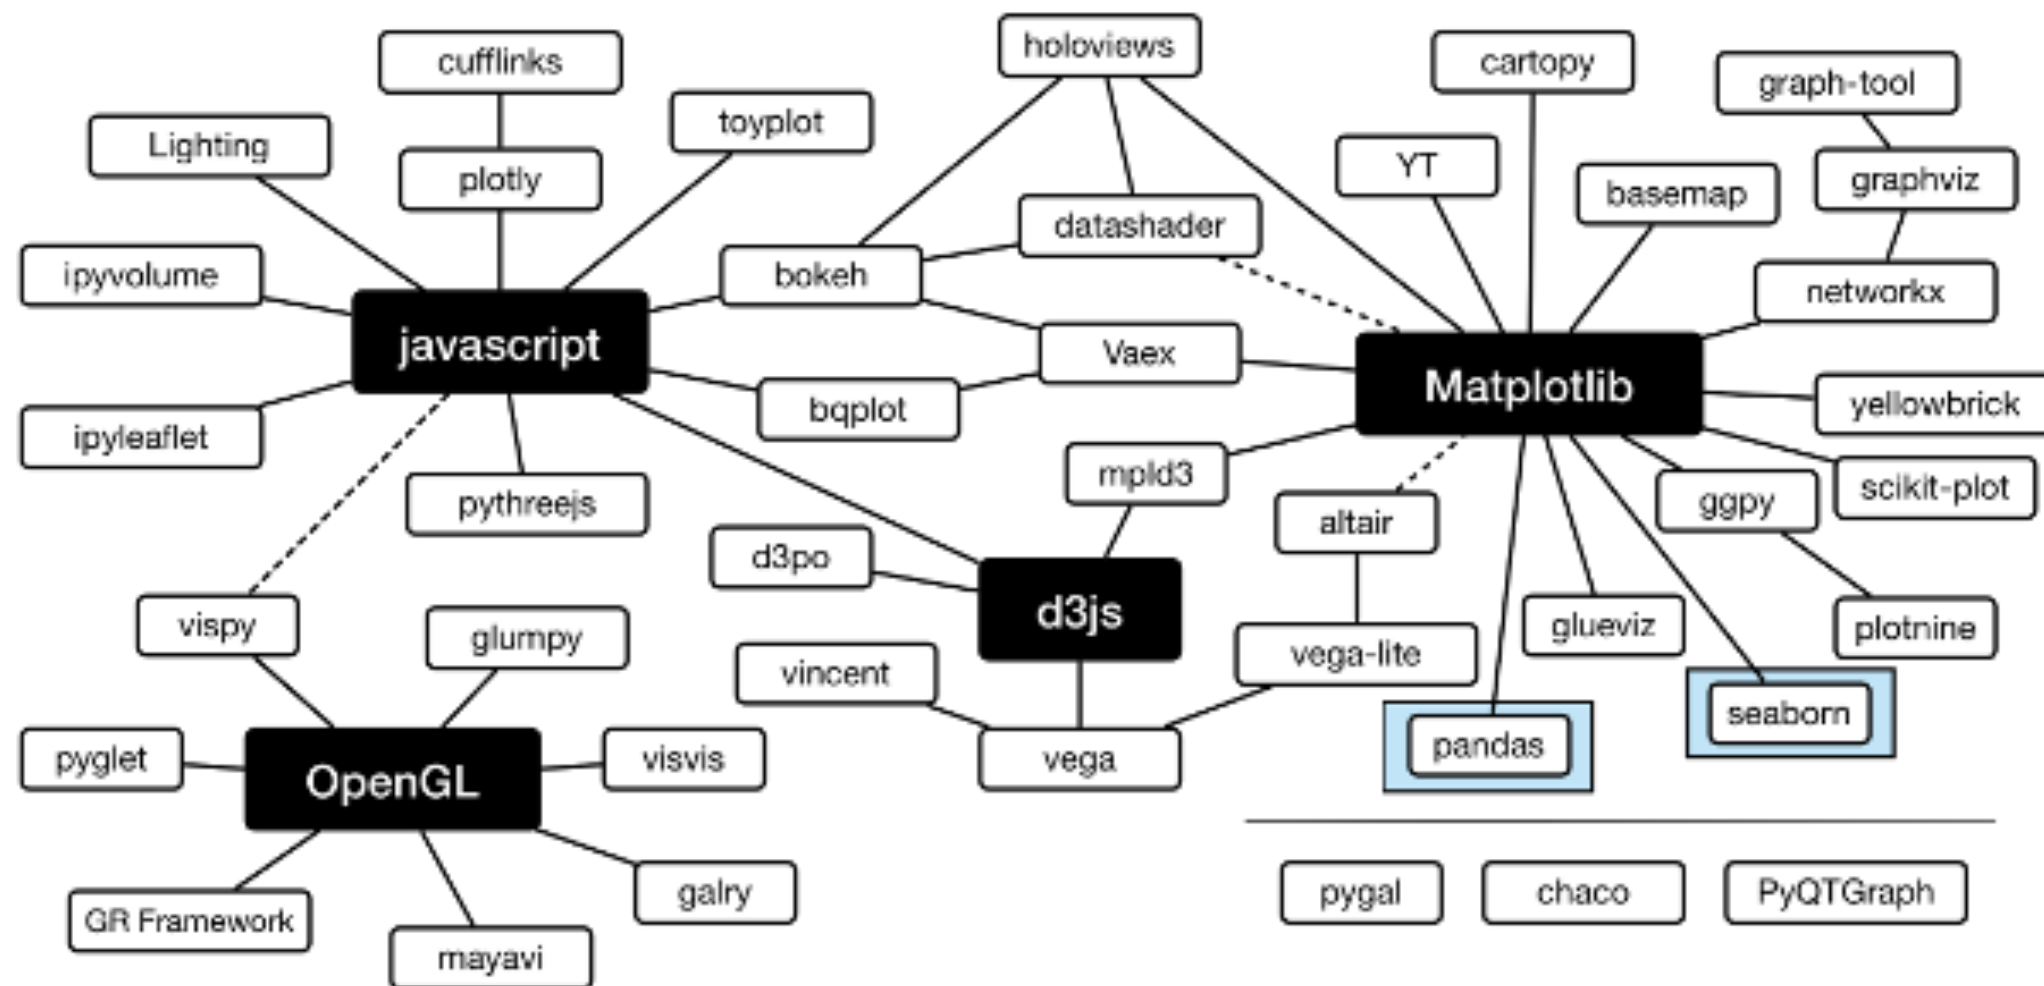 holoviews
cufflinks
cartopy
graph-tool
toyplot
Lighting
YT
plotly
graphviz
basemap
datashader
ipyvolume
bokeh
networkx
javascript
Vaex
Matplotlib
yellowbrick
bqplot
ipyleaflet
mpld3
scikit-plot
pythreejs
ggpy
altair
d3po
d3js
vispy
glueviz
plotnine
glumpy
vega-lite
vincent
seaborn
pandas
pyglet
visvis
vega
OpenGL
galry
pygal
chaco
PyQTGraph
GR Framework
mayavi